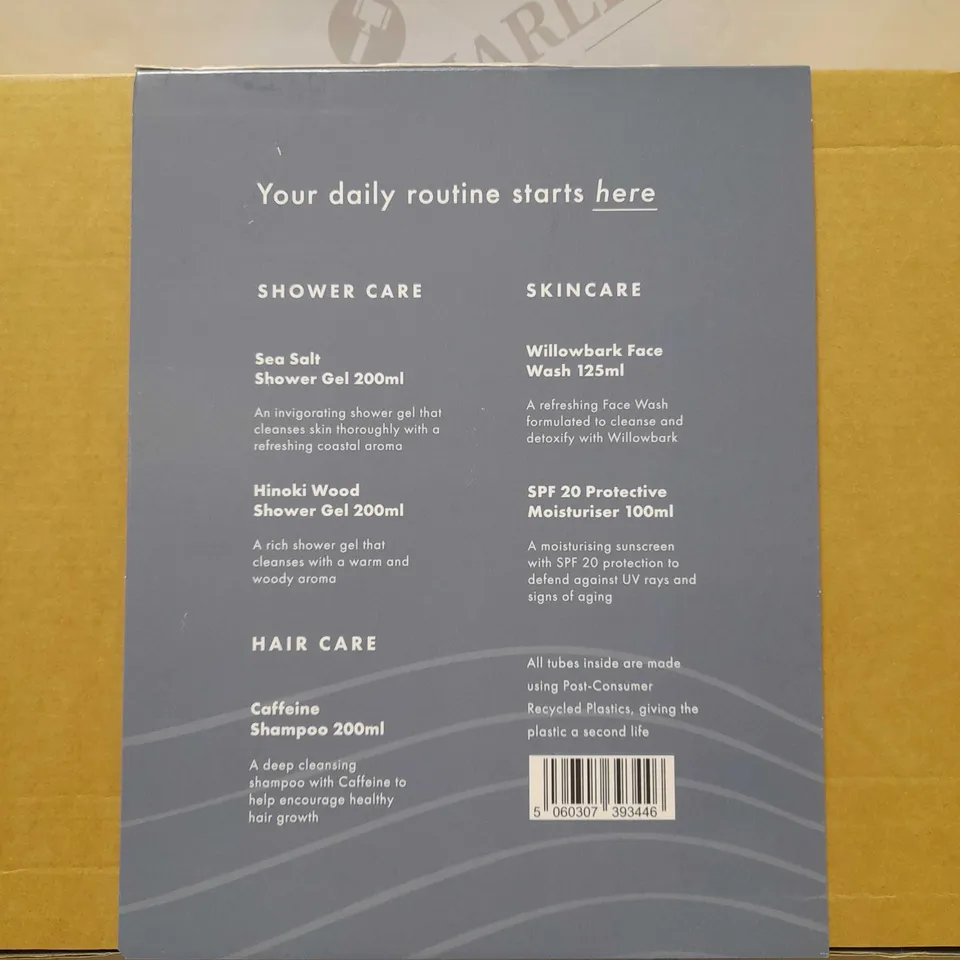 Your daily routine starts here
SHOWER CARE
Sea Salt
Shower Gel 200ml
An invigorating shower gel that
cleanses skin thoroughly with a
refreshing coastal aroma
Hinoki Wood
Shower Gel 200ml
A rich shower gel that
cleanses with a warm and
woody aroma
HAIR CARE
Caffeine
Shampoo 200ml
A deep cleansing
shampoo with Caffeine to
help encourage healthy
hair growth
SKINCARE
Willowbark Face
Wash 125ml
A refreshing Face Wash
formulated to cleanse and
detoxify with Willowbark
SPF 20 Protective
Moisturiser 100ml
A moisturising sunscreen
with SPF 20 protection to
defend against UV rays and
signs of aging
All tubes inside are made
using Post-Consumer
Recycled Plastics, giving the
plastic a second life
5 060307 393446